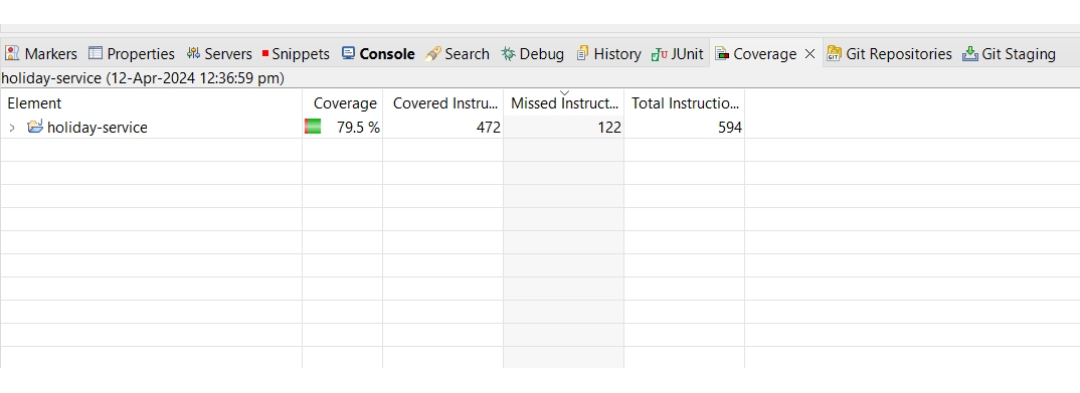 Markers Properties Servers Snippets Console Search Debug History JUnit Coverage Git Repositories Git Staging
holiday-service (12-Apr-2024 12:36:59 pm)
Element Coverage Covered Instru... Missed Instruct... Total Instructio...
holiday-service 79.5 % 472 122 594